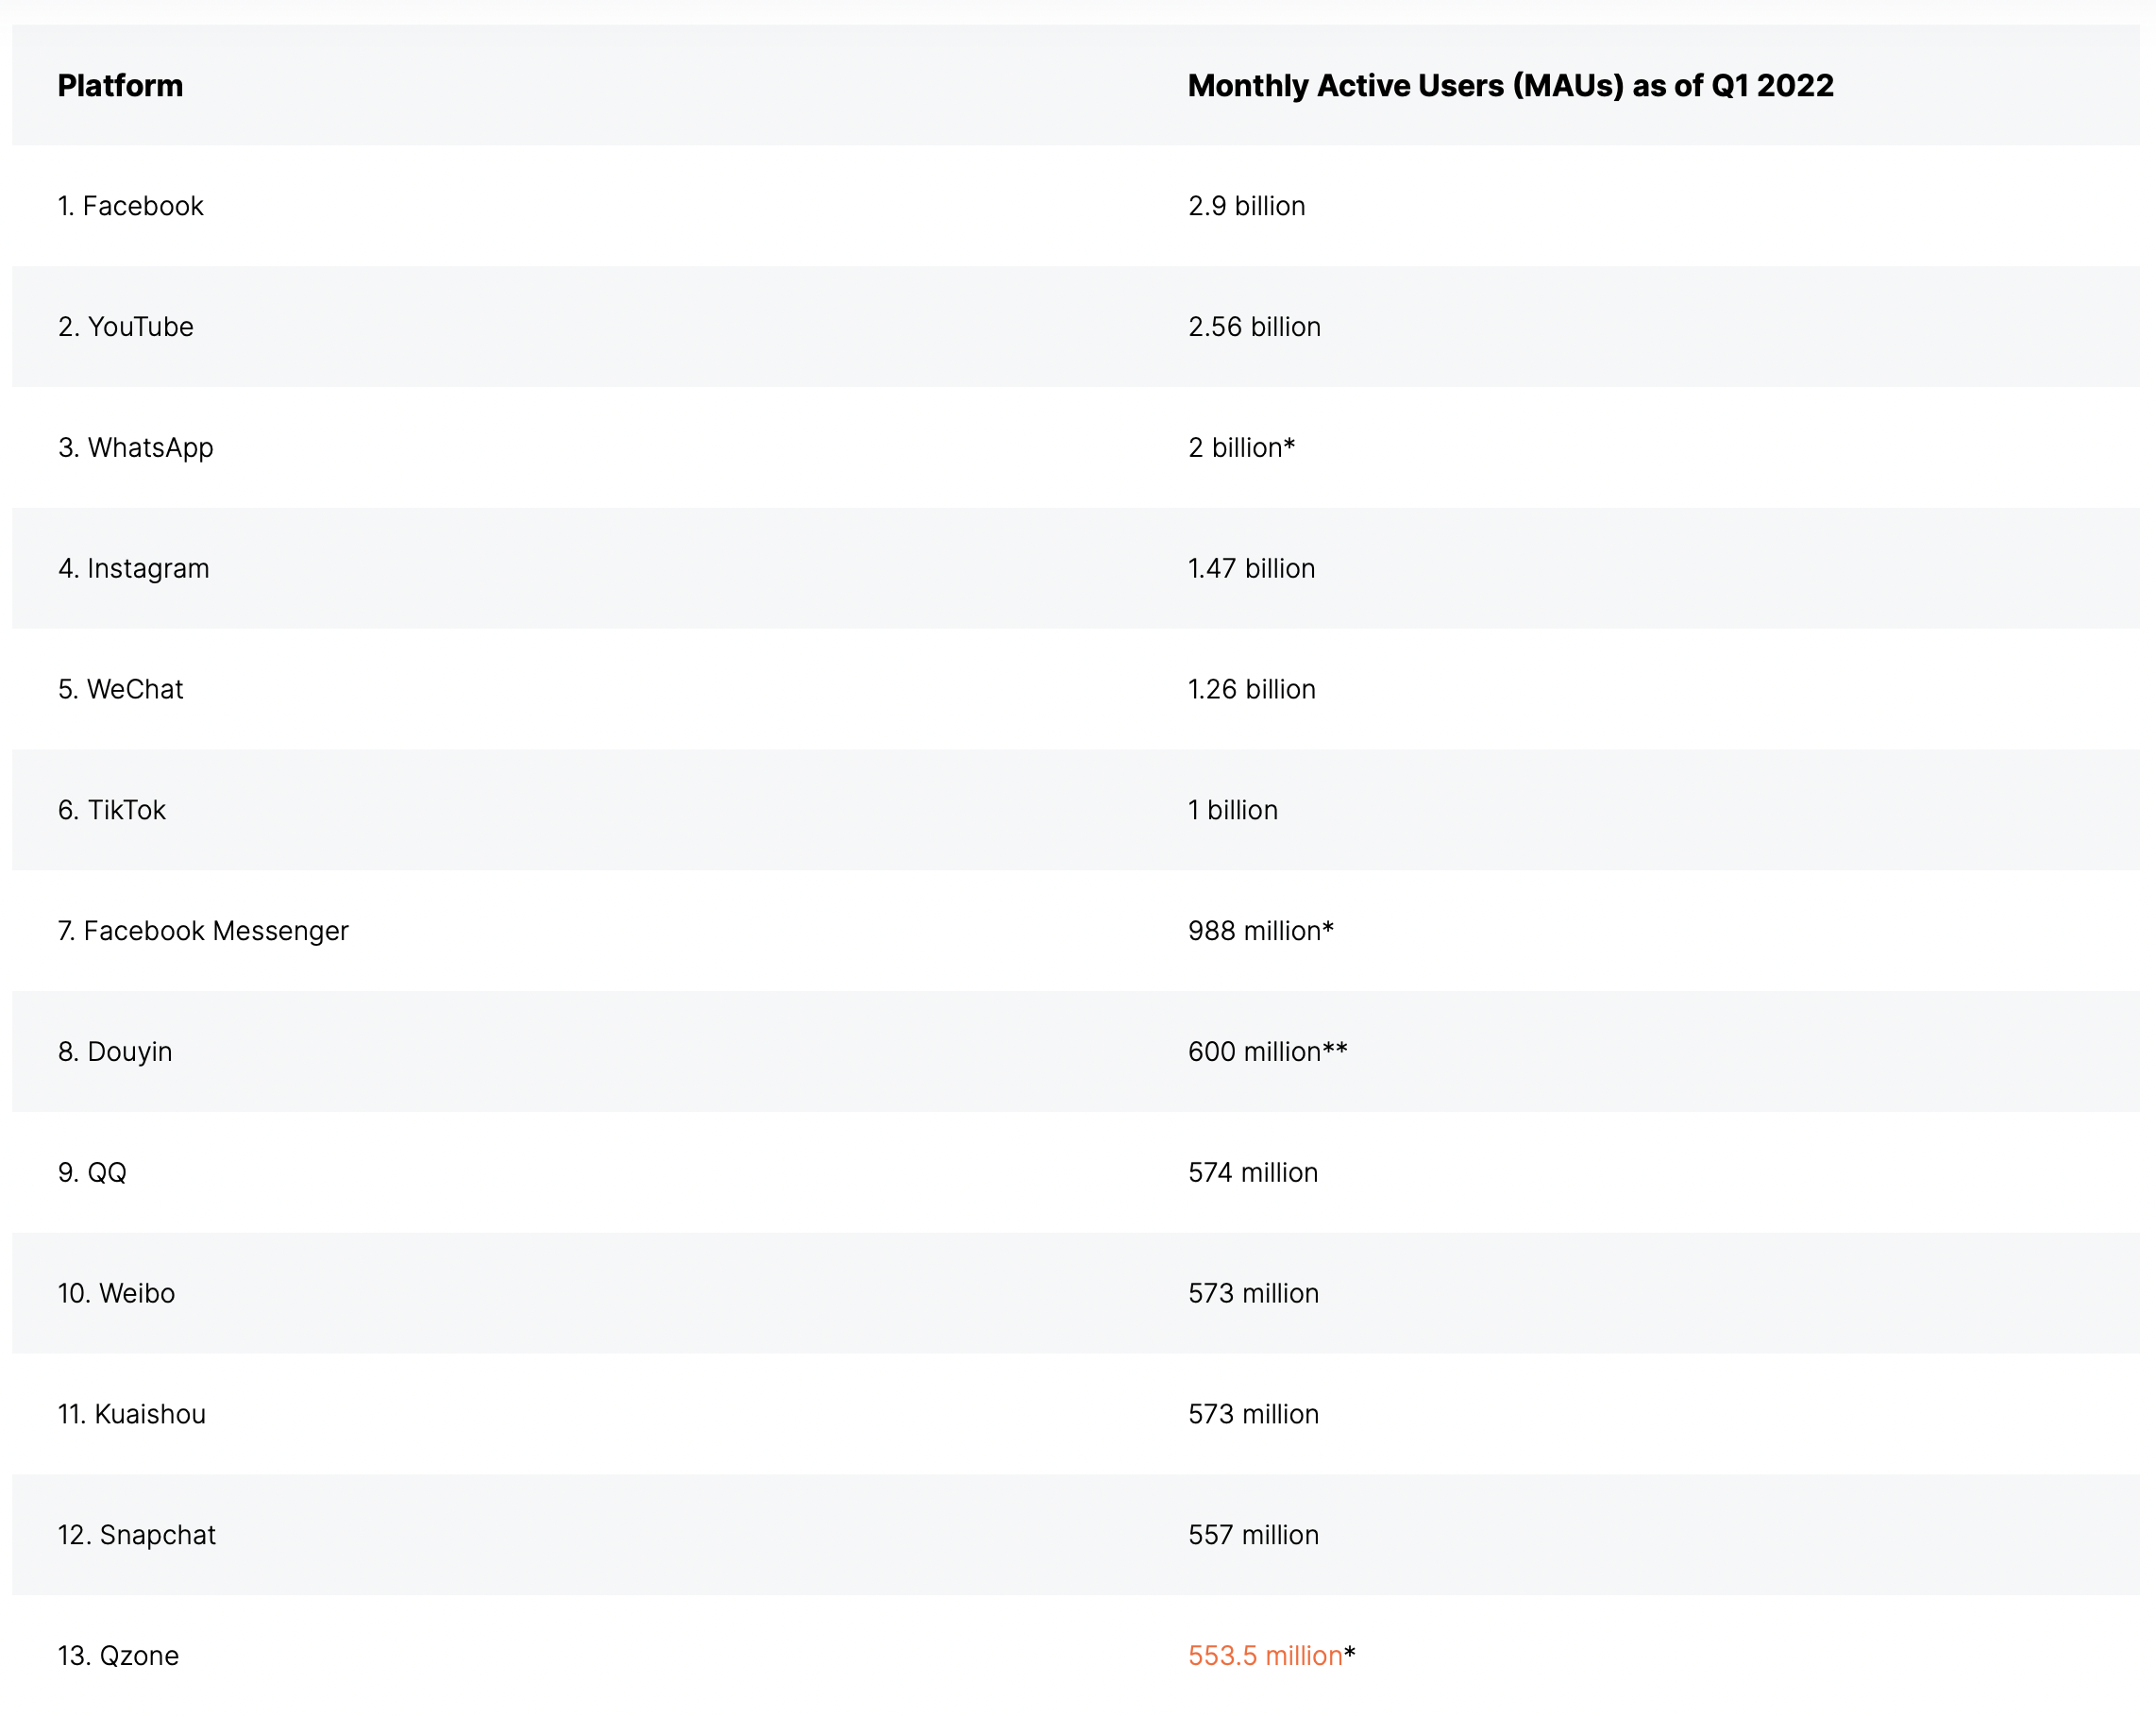 Platform Monthly Active Users (MAUs) as of Q1 2022
1. Facebook 2.9 billion
2. YouTube 2.56 billion
3. WhatsApp 2 billion*
4. Instagram 1.47 billion
5. WeChat 1.26 billion
6. TikTok 1 billion
7. Facebook Messenger 988 million*
8. Douyin 600 million**
9. QQ 574 million
10. Weibo 573 million
11. Kuaishou 573 million
12. Snapchat 557 million
13. Qzone 553.5 million*